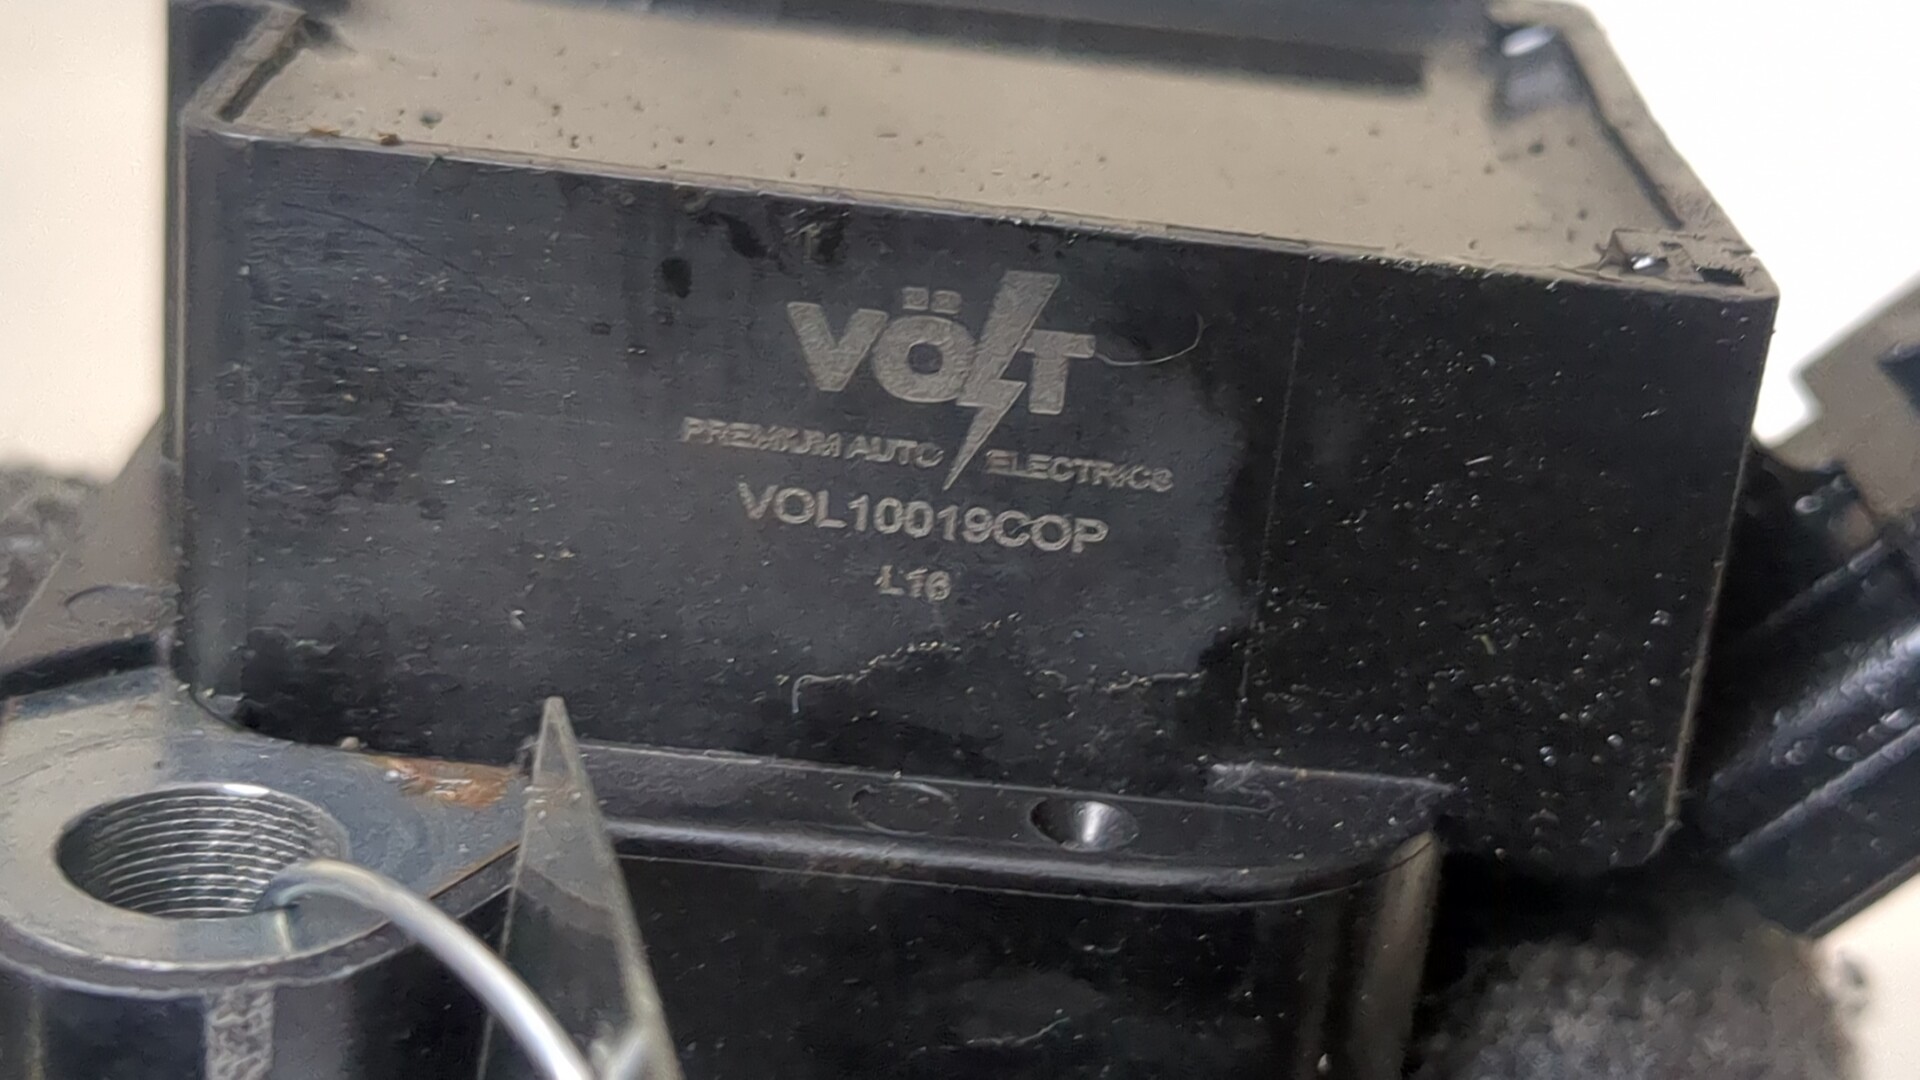 VÖLT
PREMIUM AUTO ELECTRICS
VOL10019COP
L16